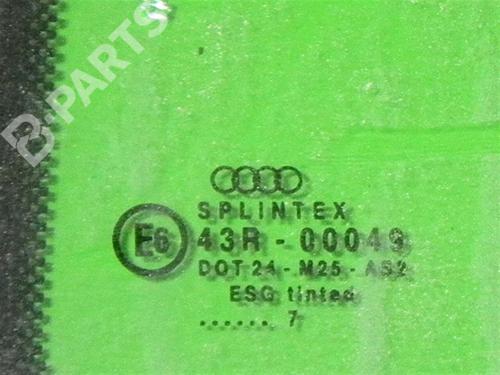 B-PARTS
SPLINTEX
E6 43R - 00049
DOT 24 - M25 - AS2
ESG tinted
...... 7